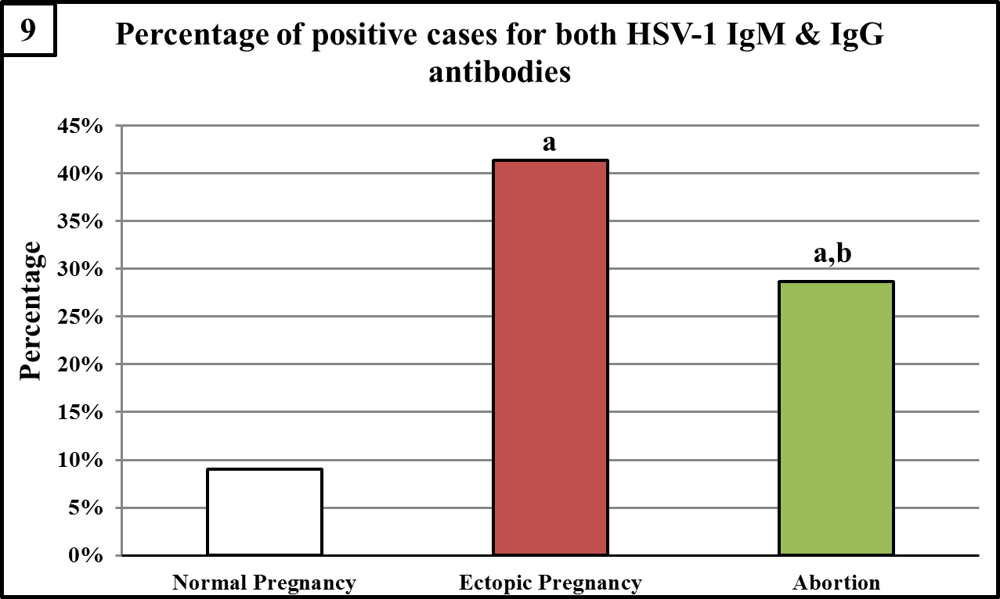 9
Percentage of positive cases for both HSV-1 IgM & IgG
antibodies
Percentage
45%
40%
35%
30%
25%
20%
15%
10%
5%
0%
a
a,b
Normal Pregnancy
Ectopic Pregnancy
Abortion